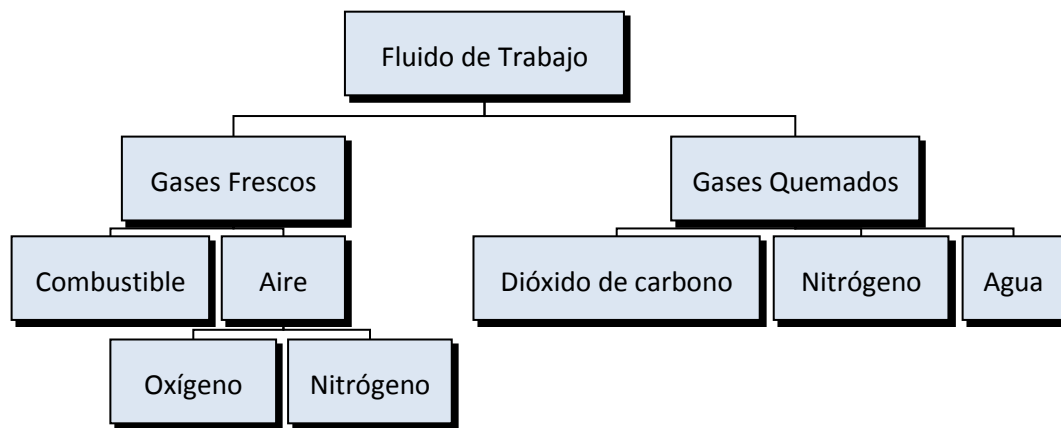 Fluido de Trabajo
Gases Frescos
Gases Quemados
Combustible
Aire
Dióxido de carbono
Nitrógeno
Agua
Oxígeno
Nitrógeno